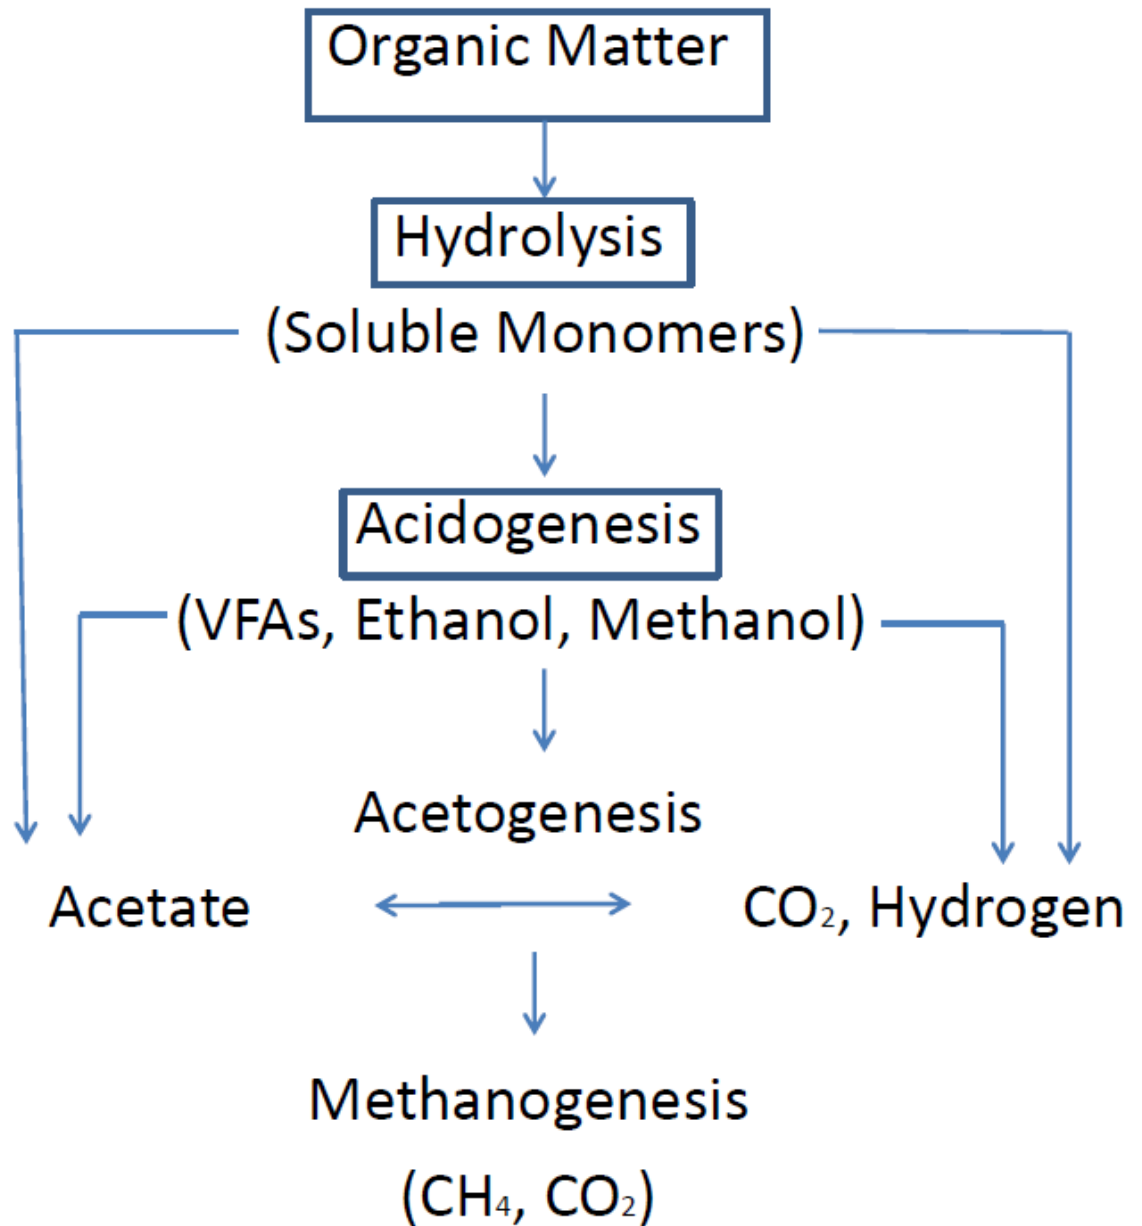 Organic Matter
Hydrolysis
(Soluble Monomers)
Acidogenesis
(VFAs, Ethanol, Methanol)
Acetogenesis
Acetate
CO₂, Hydrogen
Methanogenesis
(CH₄, CO₂)